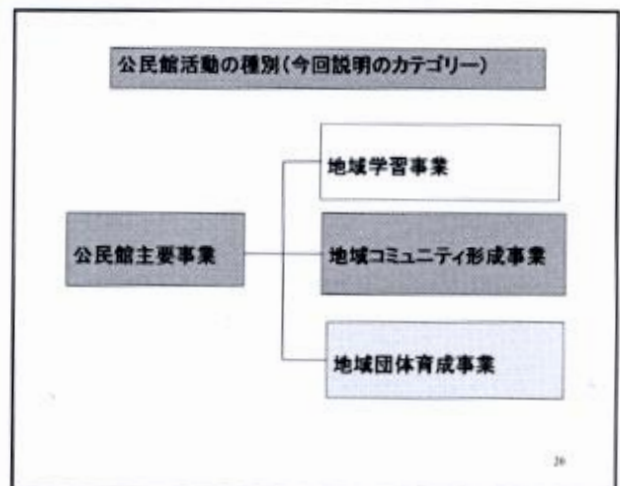 公民館活動の種別(今回説明のカテゴリー)
地域学習事業
公民館主要事業
地域コミュニティ形成事業
地域団体育成事業